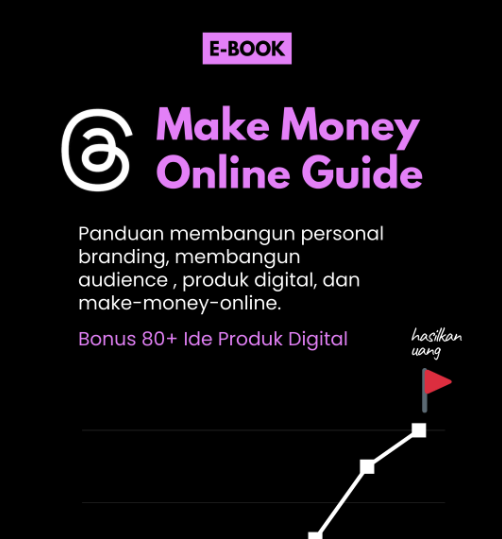 E-BOOK
Make Money
Online Guide
Panduan membangun personal
branding, membangun
audience , produk digital, dan
make-money-online.
Bonus 80+ Ide Produk Digital
hasilkan
uang